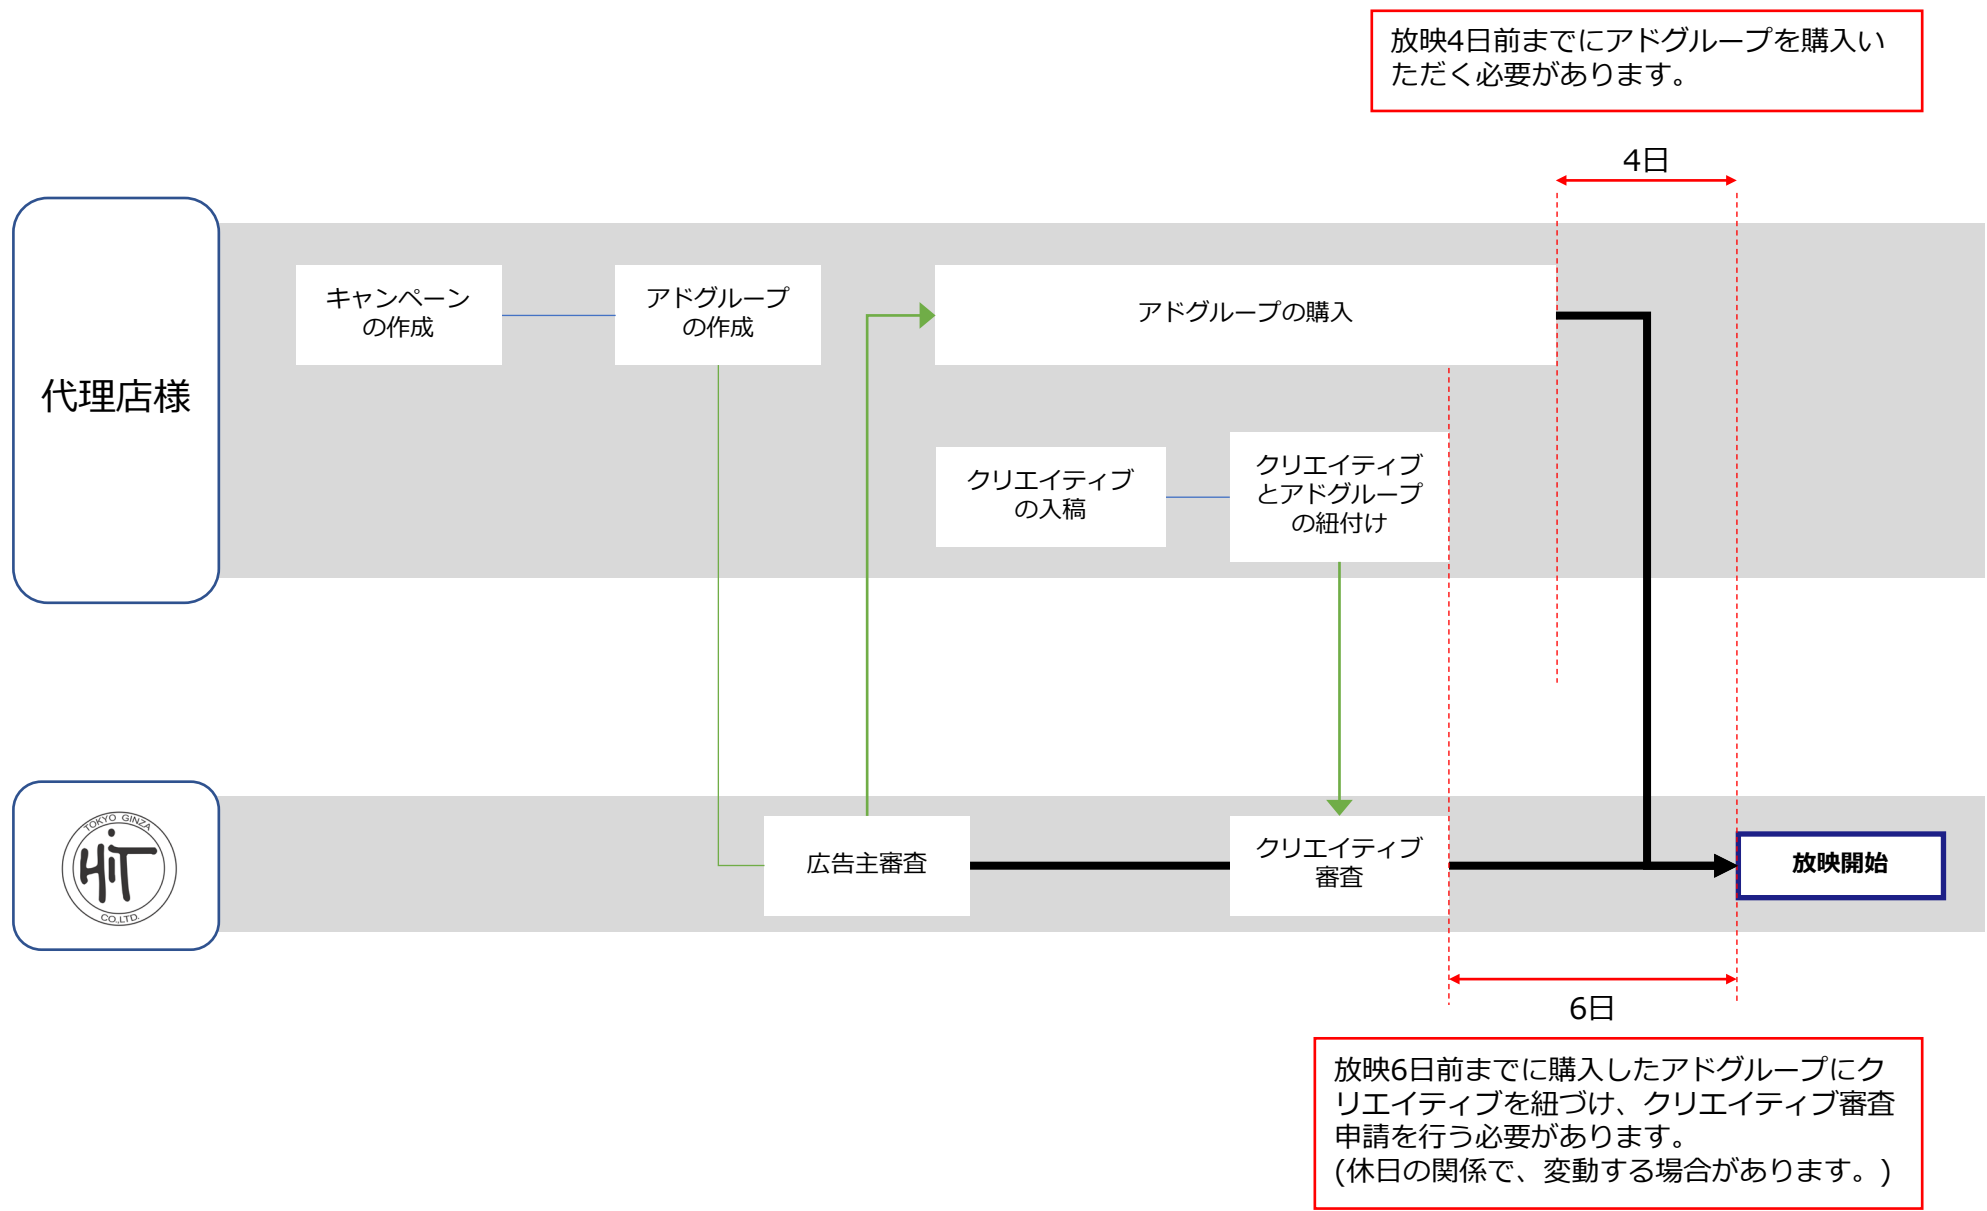 放映4日前までにアドグループを購入い
ただく必要があります。
4日
代理店様
キャンペーン
の作成
アドグループ
の作成
アドグループの購入
クリエイティブ
の入稿
クリエイティブ
とアドグループ
の紐付け
TOKYO GINZA
HiT
CO.,LTD.
広告主審査
クリエイティブ
審査
放映開始
6日
放映6日前までに購入したアドグループにク
リエイティブを紐づけ、クリエイティブ審査
申請を行う必要があります。
(休日の関係で、変動する場合があります。)